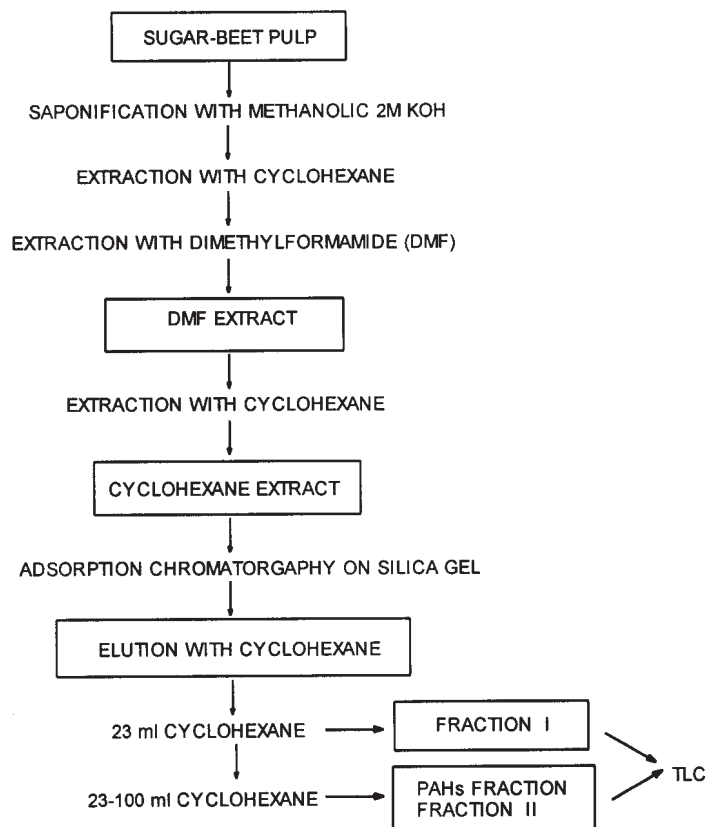 SUGAR-BEET PULP
SAPONIFICATION WITH METHANOLIC 2M KOH
EXTRACTION WITH CYCLOHEXANE
EXTRACTION WITH DIMETHYLFORMAMIDE (DMF)
DMF EXTRACT
EXTRACTION WITH CYCLOHEXANE
CYCLOHEXANE EXTRACT
ADSORPTION CHROMATORGAPHY ON SILICA GEL
ELUTION WITH CYCLOHEXANE
23 ml CYCLOHEXANE
FRACTION I
TLC
23-100 ml CYCLOHEXANE
PAHs FRACTION
FRACTION II